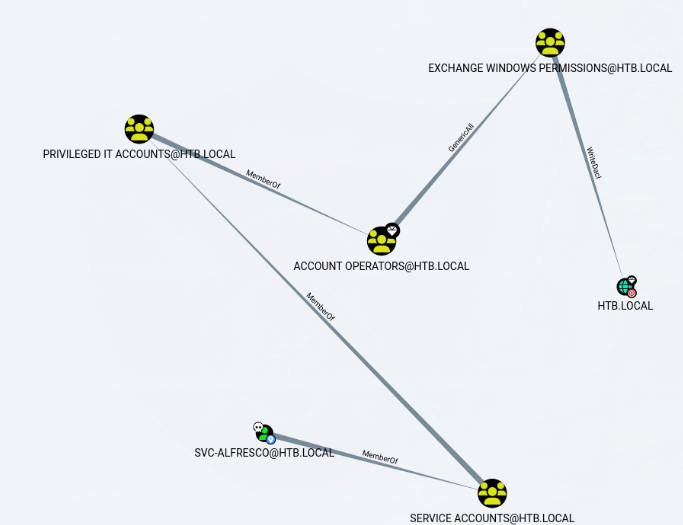 EXCHANGE WINDOWS PERMISSIONS@HTB.LOCAL
GenericAll
WriteDacl
PRIVILEGED IT ACCOUNTS@HTB.LOCAL
MemberOf
ACCOUNT OPERATORS@HTB.LOCAL
HTB.LOCAL
MemberOf
SVC-ALFRESCO@HTB.LOCAL
MemberOf
SERVICE ACCOUNTS@HTB.LOCAL